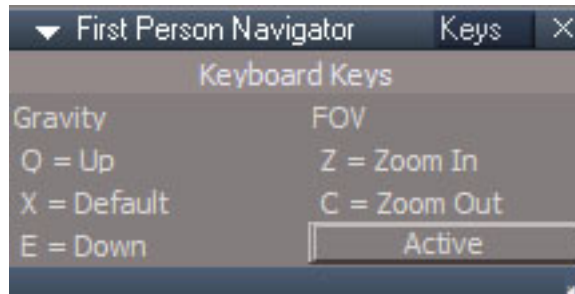 First Person Navigator Keys X
Keyboard Keys
Gravity FOV
Q = Up Z = Zoom In
X = Default C = Zoom Out
E = Down Active